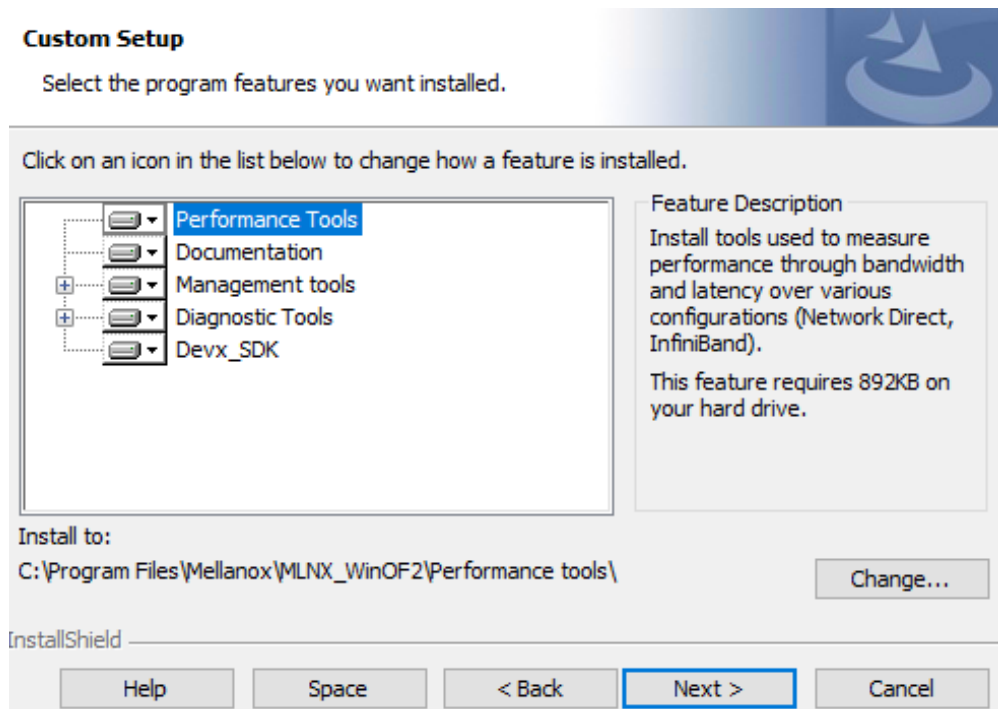 Custom Setup
Select the program features you want installed.
Click on an icon in the list below to change how a feature is installed.
Performance Tools
Documentation
Management tools
Diagnostic Tools
Devx_SDK
Feature Description
Install tools used to measure
performance through bandwidth
and latency over various
configurations (Network Direct,
InfiniBand).
This feature requires 892KB on
your hard drive.
Install to:
C:\Program Files\Mellanox\MLNX_WinOF2\Performance tools\
Change...
InstallShield
Help
Space
< Back
Next >
Cancel